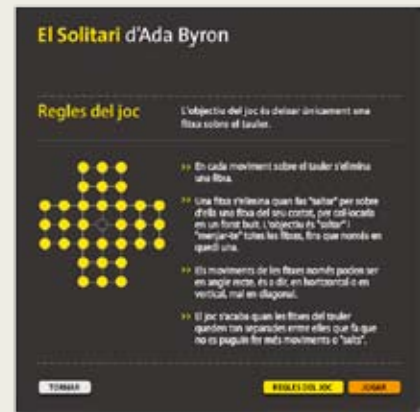 El Solitari d'Ada Byron
Regles del joc
L'objectiu del joc és deixar únicament una
fitxa sobre el tauler.
>> En cada moviment sobre el tauler s'elimina
una fitxa.
>> Una fitxa s'elimina quan fas "saltar" per sobre
d'ella una fitxa del seu costat, per col·locarla
en un forat buit. L'objectiu és "saltar" i
"menjar-te" totes les fitxes, fins que només en
quedi una.
>> Els moviments de les fitxes només poden ser
en angle recte, és a dir, en horitzontal o en
vertical, mai en diagonal.
>> El joc s'acaba quan les fitxes del tauler
queden tan separades entre elles que fa que
no es puguin fer més moviments o "salts".
TORNAR
REGLES DEL JOC
JUGAR